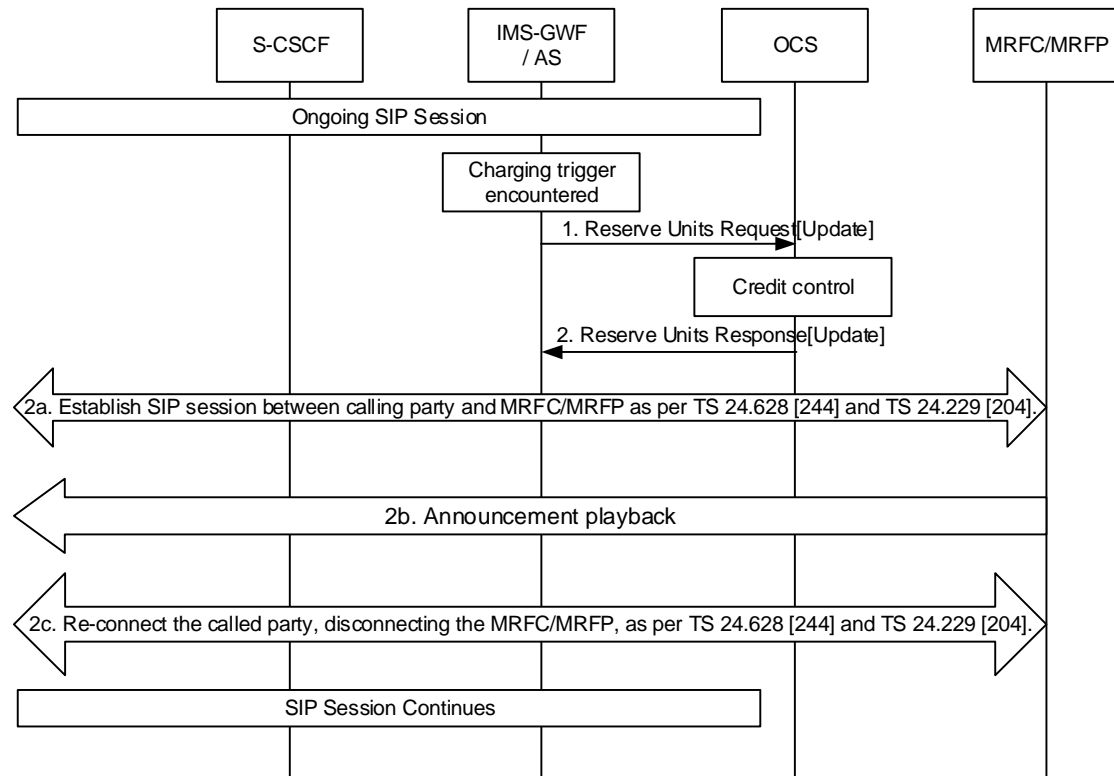 S-CSCF
IMS-GWF
/ AS
OCS
MRFC/MRFP
Ongoing SIP Session
Charging trigger
encountered
1. Reserve Units Request[Update]
Credit control
2. Reserve Units Response[Update]
2a. Establish SIP session between calling party and MRFC/MRFP as per TS 24.628 [244] and TS 24.229 [204].
2b. Announcement playback
2c. Re-connect the called party, disconnecting the MRFC/MRFP, as per TS 24.628 [244] and TS 24.229 [204].
SIP Session Continues